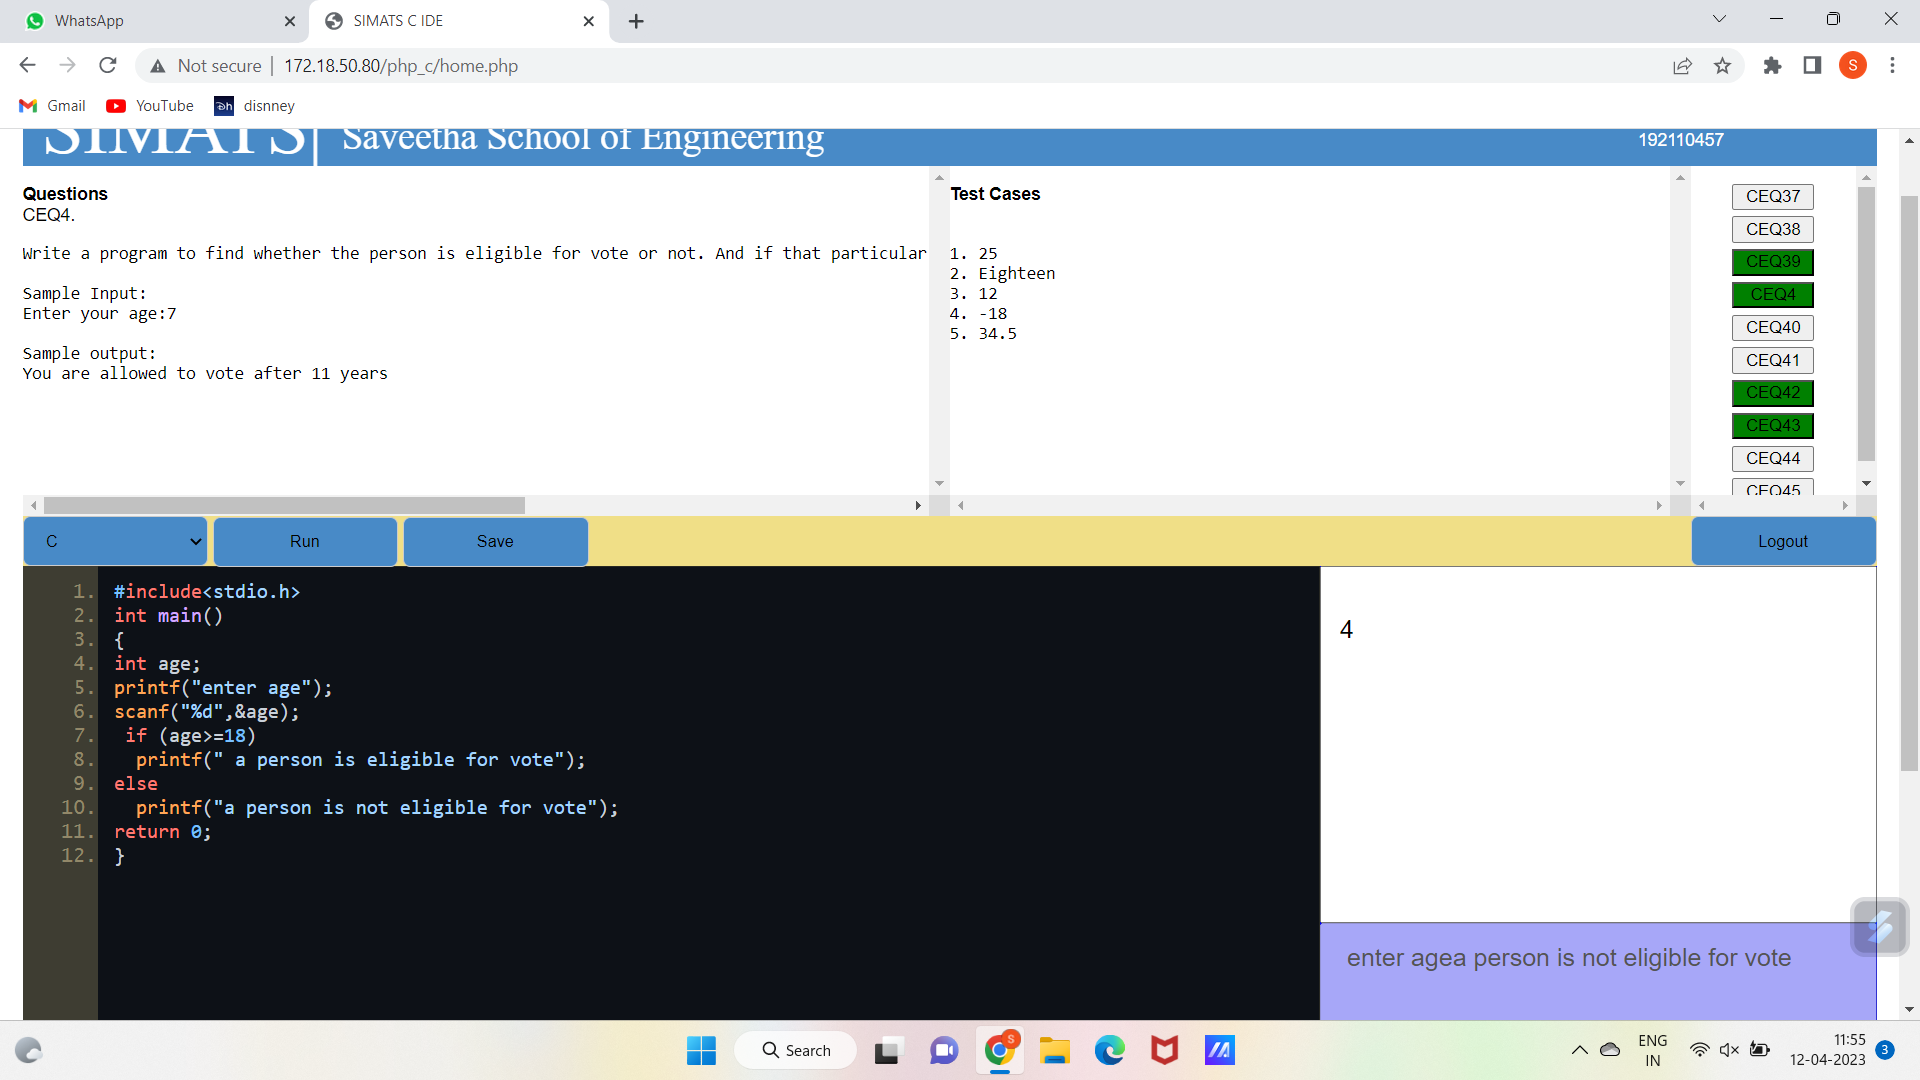 WhatsApp
SIMATS C IDE
Not secure | 172.18.50.80/php_c/home.php
S
Gmail
YouTube
disnney
SIMATS| Saveetha School of Engineering
192110457
Questions
CEQ4.
Write a program to find whether the person is eligible for vote or not. And if that particular
Sample Input:
Enter your age:7
Sample output:
You are allowed to vote after 11 years
Test Cases
1. 25
2. Eighteen
3. 12
4. -18
5. 34.5
CEQ37
CEQ38
CEQ39
CEQ4
CEQ40
CEQ41
CEQ42
CEQ43
CEQ44
CEQ45
C
Run
Save
Logout
1. #include<stdio.h>
2. int main()
3. {
4. int age;
5. printf("enter age");
6. scanf("%d",&age);
7. if (age>=18)
8. printf(" a person is eligible for vote");
9. else
10. printf("a person is not eligible for vote");
11. return 0;
12. }
4
enter agea person is not eligible for vote
Search
S
ENG
IN
11:55
12-04-2023
3